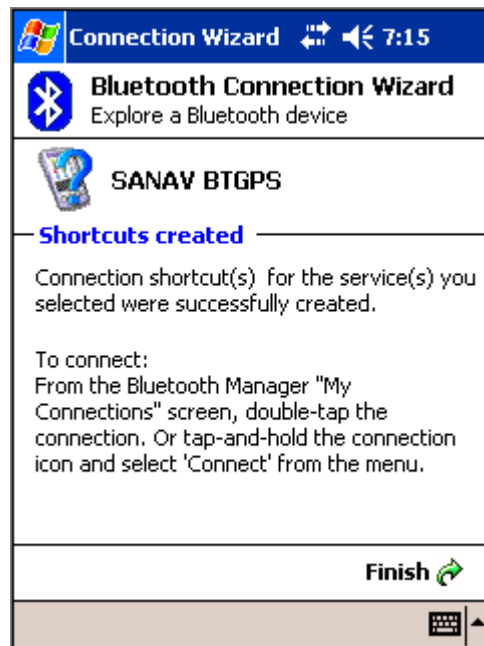 Connection Wizard 7:15
Bluetooth Connection Wizard
Explore a Bluetooth device
SANAV BTGPS
Shortcuts created
Connection shortcut(s) for the service(s) you
selected were successfully created.
To connect:
From the Bluetooth Manager "My
Connections" screen, double-tap the
connection. Or tap-and-hold the connection
icon and select 'Connect' from the menu.
Finish